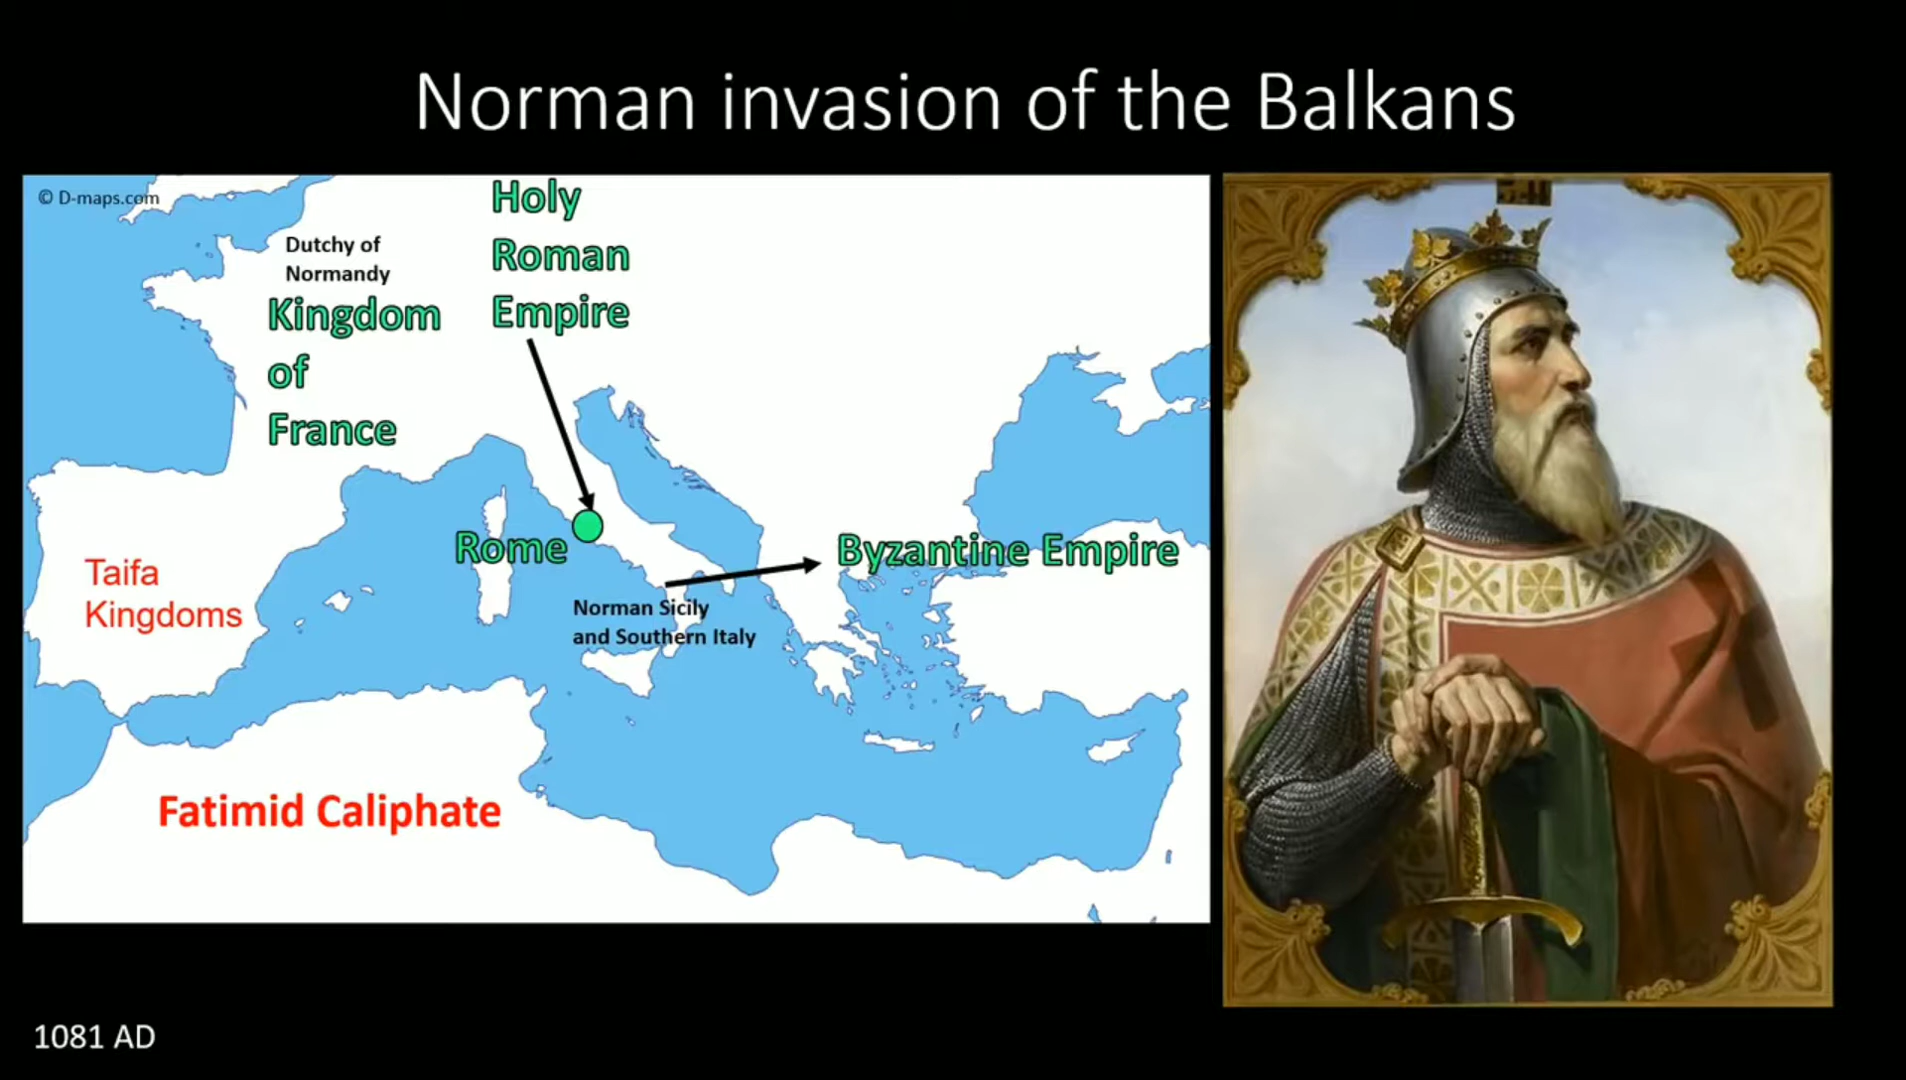 Norman invasion of the Balkans
© D-maps.com
Holy
Roman
Empire
Dutchy of
Normandy
Kingdom
of
France
Rome
Byzantine Empire
Taifa
Kingdoms
Norman Sicily
and Southern Italy
Fatimid Caliphate
1081 AD